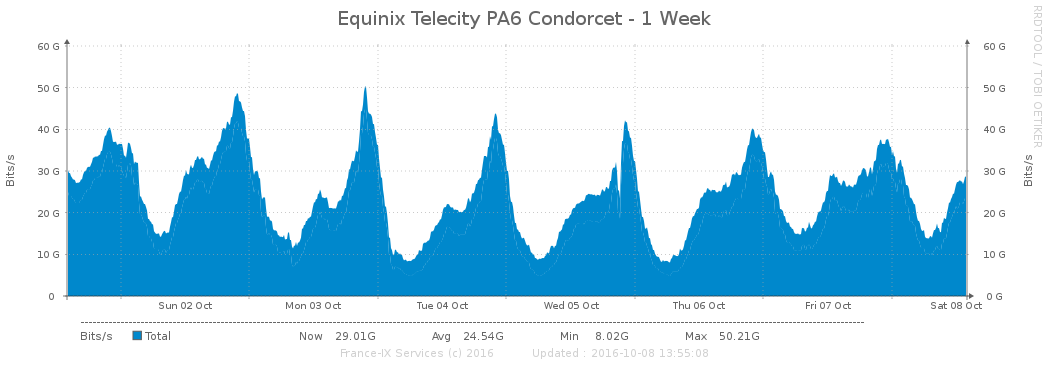 Equinix Telecity PA6 Condorcet - 1 Week
RRDTOOL / TOBI OETIKER
60 G 60 G
50 G 50 G
40 G 40 G
30 G 30 G
20 G 20 G
10 G 10 G
0 0 G
Bits/s
Bits/s
Sun 02 Oct Mon 03 Oct Tue 04 Oct Wed 05 Oct Thu 06 Oct Fri 07 Oct Sat 08 Oct
Bits/s Total Now 29.01G Avg 24.54G Min 8.02G Max 50.21G
France-IX Services (c) 2016 Updated : 2016-10-08 13:55:08